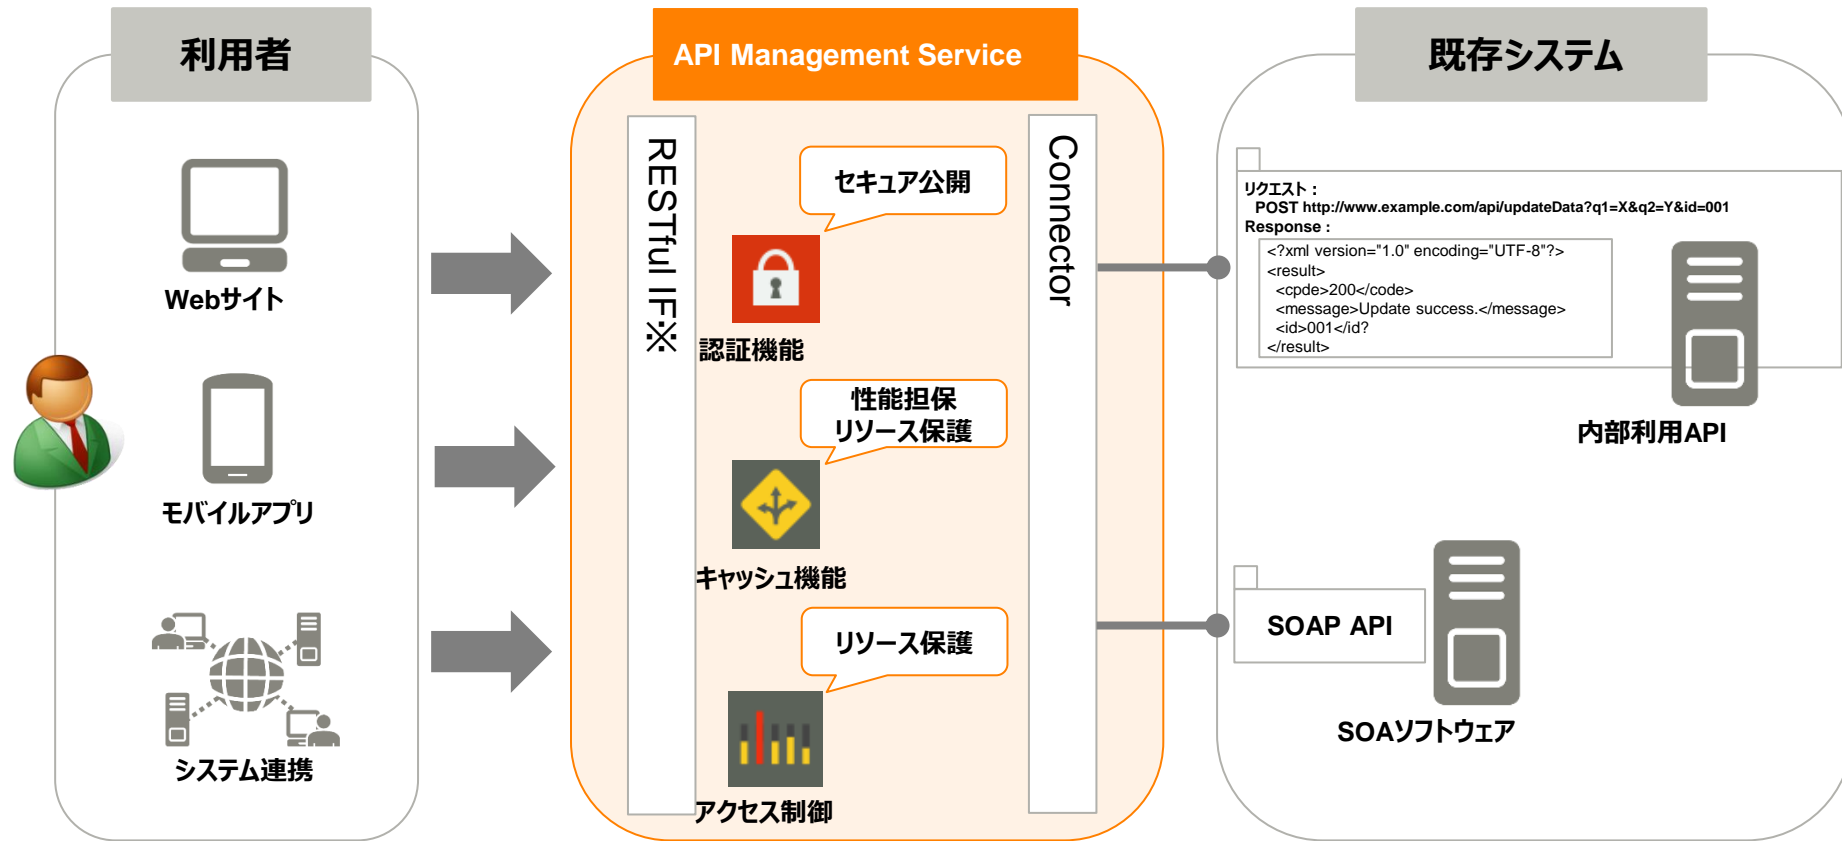 利用者
Webサイト
モバイルアプリ
システム連携
API Management Service
RESTful IF※
セキュア公開
認証機能
性能担保
リソース保護
キャッシュ機能
リソース保護
アクセス制御
Connector
既存システム
リクエスト：
POST http://www.example.com/api/updateData?q1=X&q2=Y&id=001
Response：
<?xml version="1.0" encoding="UTF-8"?>
<result>
<cpde>200</code>
<message>Update success.</message>
<id>001</id?
</result>
内部利用API
SOAP API
SOAソフトウェア